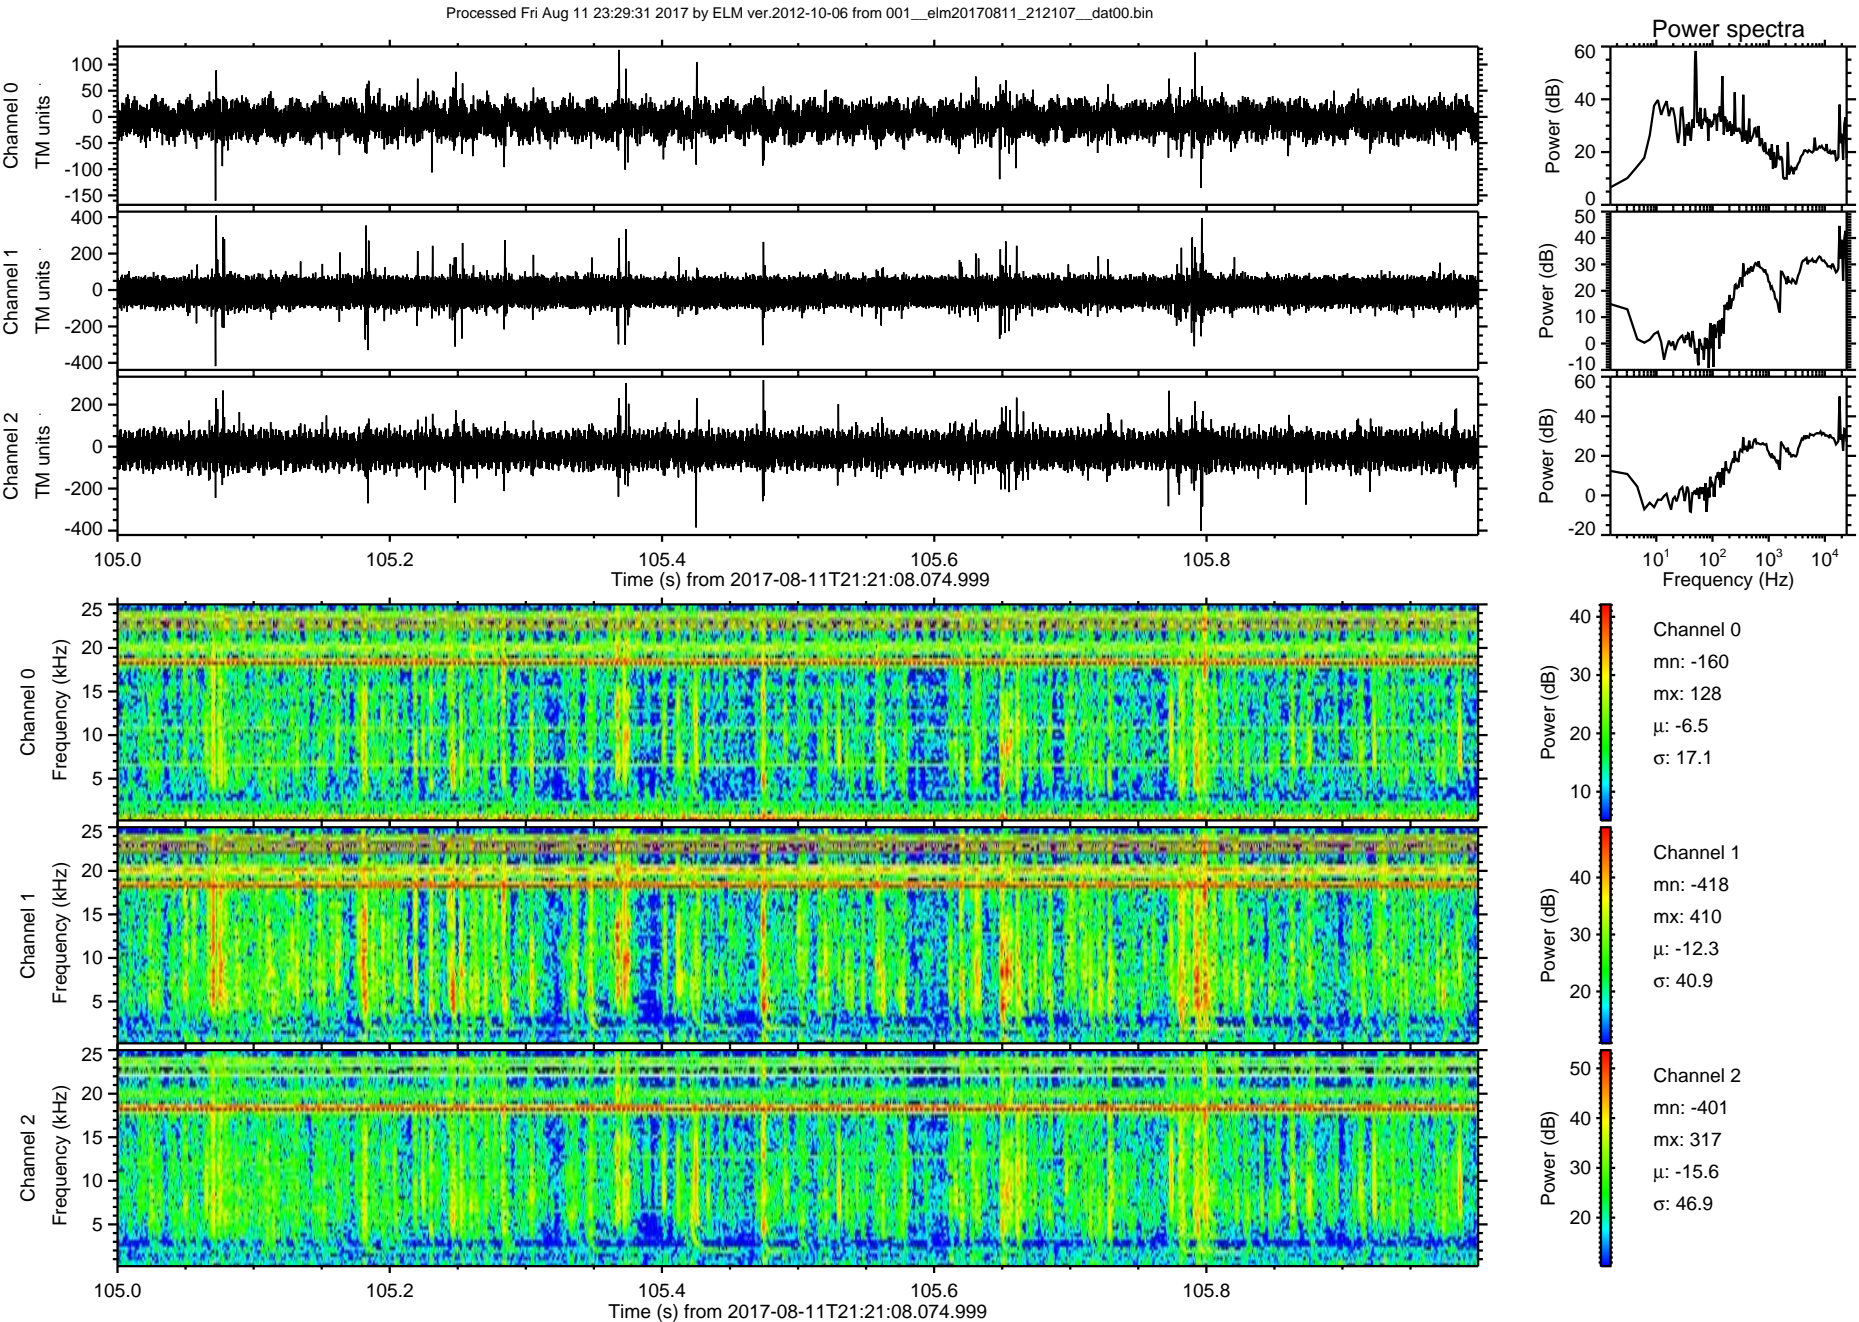 Processed Fri Aug 11 23:29:31 2017 by ELM ver.2012-10-06 from 001__elm20170811_212107__dat00.bin
Power spectra
Channel 0
TM units
100
50
0
-50
-100
-150
Power (dB)
60
40
20
0
Channel 1
TM units
400
200
0
-200
-400
Power (dB)
50
40
30
20
10
0
-10
Channel 2
TM units
200
0
-200
-400
Power (dB)
60
40
20
0
-20
105.0 105.2 105.4 105.6 105.8
Time (s) from 2017-08-11T21:21:08.074.999
10¹ 10² 10³ 10⁴
Frequency (Hz)
Channel 0
Frequency (kHz)
25
20
15
10
5
Power (dB)
40
30
20
10
Channel 0
mn: -160
mx: 128
μ: -6.5
σ: 17.1
Channel 1
Frequency (kHz)
25
20
15
10
5
Power (dB)
40
30
20
Channel 1
mn: -418
mx: 410
μ: -12.3
σ: 40.9
Channel 2
Frequency (kHz)
25
20
15
10
5
Power (dB)
50
40
30
20
Channel 2
mn: -401
mx: 317
μ: -15.6
σ: 46.9
105.0 105.2 105.4 105.6 105.8
Time (s) from 2017-08-11T21:21:08.074.999